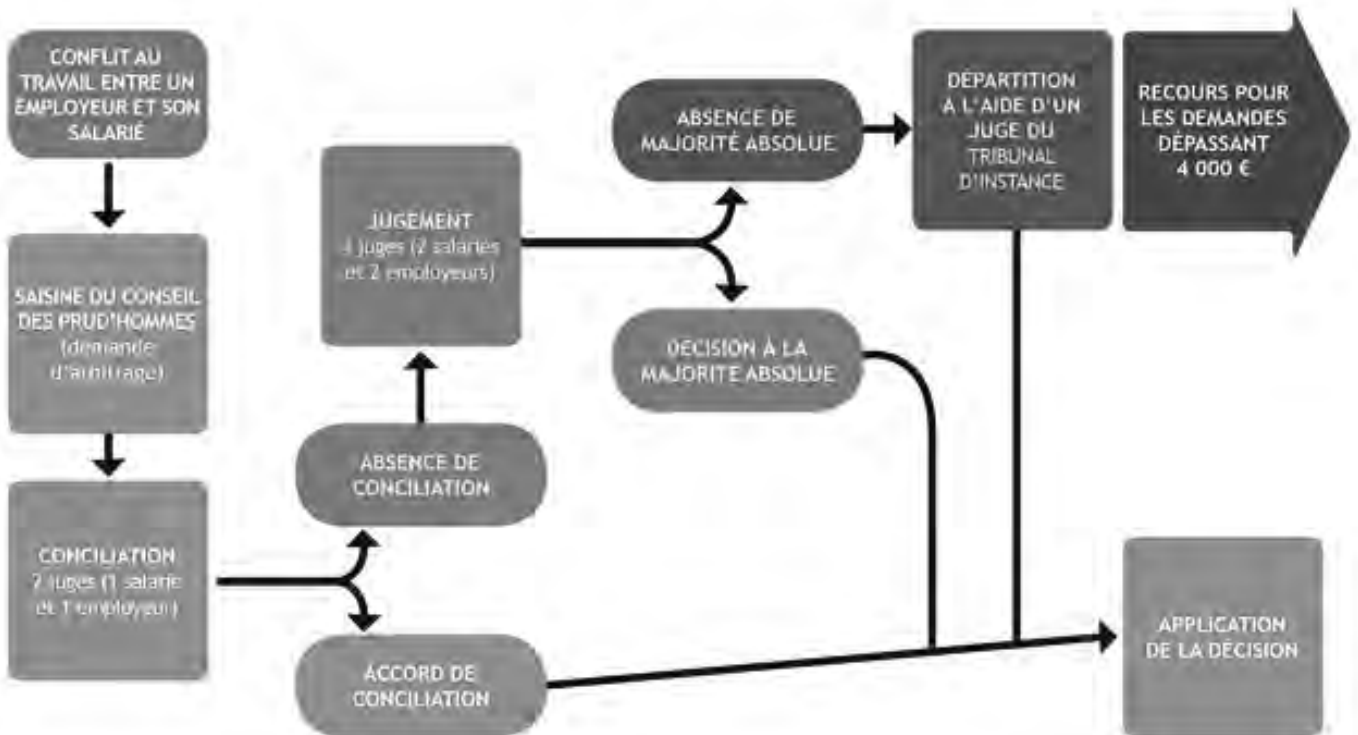 CONFLIT AU
TRAVAIL ENTRE UN
EMPLOYEUR ET SON
SALARIÉ
SAISINE DU CONSEIL
DES PRUD'HOMMES
(demande
d'arbitrage)
CONCILIATION
2 juges (1 salarié
et 1 employeur)
ABSENCE DE
CONCILIATION
ACCORD DE
CONCILIATION
JUGEMENT
4 juges (2 salariés
et 2 employeurs)
ABSENCE DE
MAJORITÉ ABSOLUE
DÉCISION À LA
MAJORITÉ ABSOLUE
DÉPARTITION
À L'AIDE D'UN
JUGE DU
TRIBUNAL
D'INSTANCE
RECOURS POUR
LES DEMANDES
DÉPASSANT
4 000 €
APPLICATION
DE LA DÉCISION